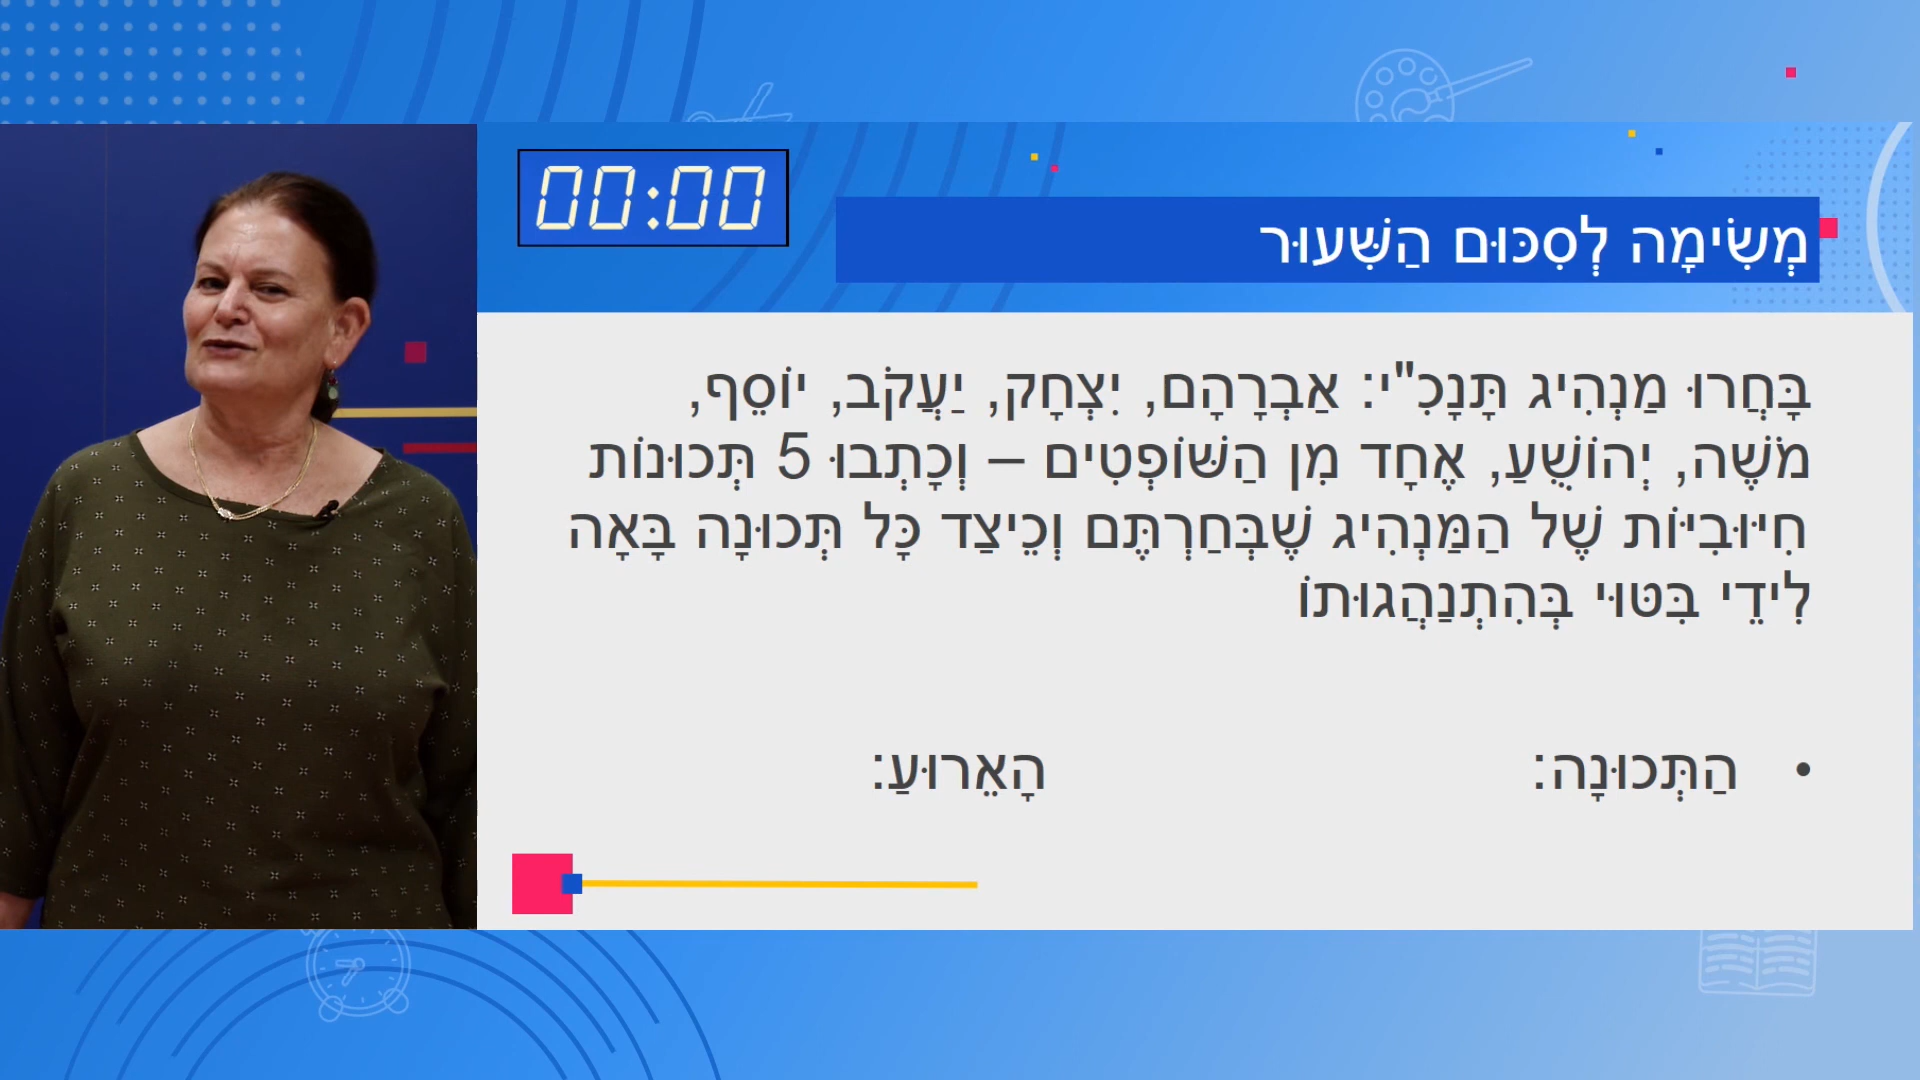 00:00
מְשִׂימָה לְסִכּוּם הַשִּׁעוּר
בָּחֲרוּ מַנְהִיג תָּנָכִ"י: אַבְרָהָם, יִצְחָק, יַעֲקֹב, יוֹסֵף,
מֹשֶׁה, יְהוֹשֻׁעַ, אֶחָד מִן הַשּׁוֹפְטִים – וְכָתְבוּ 5 תְּכוּנוֹת
חִיּוּבִיּוֹת שֶׁל הַמַּנְהִיג שֶׁבְּחַרְתֶּם וְכֵיצַד כָּל תְּכוּנָה בָּאָה
לִידֵי בִּטּוּי בְּהִתְנַהֲגוּתוֹ
• הַתְּכוּנָה: הָאֵרוּעַ: